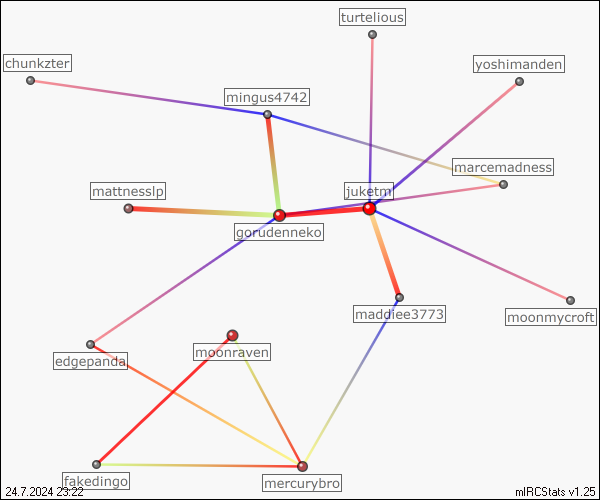 turtelious
chunkzter
yoshimanden
mingus4742
marcemadness
mattnesslp
juketm
gorudenneko
maddiee3773
moonmycroft
moonraven
edgepanda
fakedingo
mercurybro
24.7.2024 23:22
mIRCStats v1.25